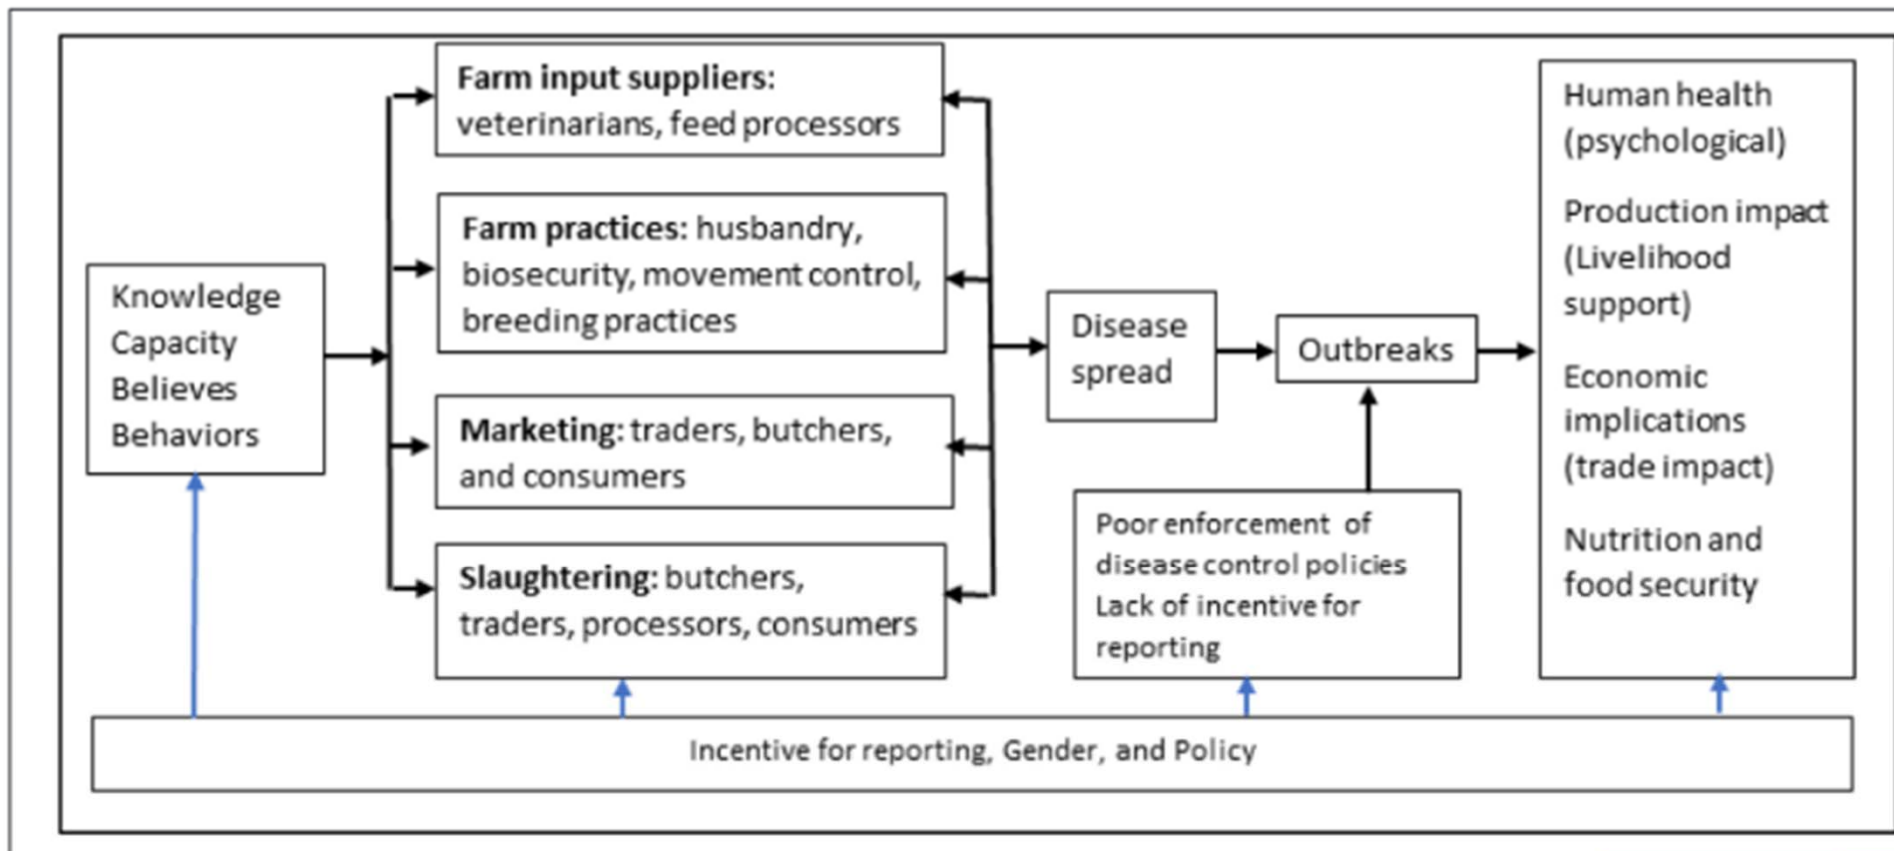 Farm input suppliers:
veterinarians, feed processors
Farm practices: husbandry,
biosecurity, movement control,
breeding practices
Knowledge
Capacity
Believes
Behaviors
Marketing: traders, butchers,
and consumers
Slaughtering: butchers,
traders, processors, consumers
Disease
spread
Outbreaks
Poor enforcement of
disease control policies
Lack of incentive for
reporting
Human health
(psychological)
Production impact
(Livelihood
support)
Economic
implications
(trade impact)
Nutrition and
food security
Incentive for reporting, Gender, and Policy